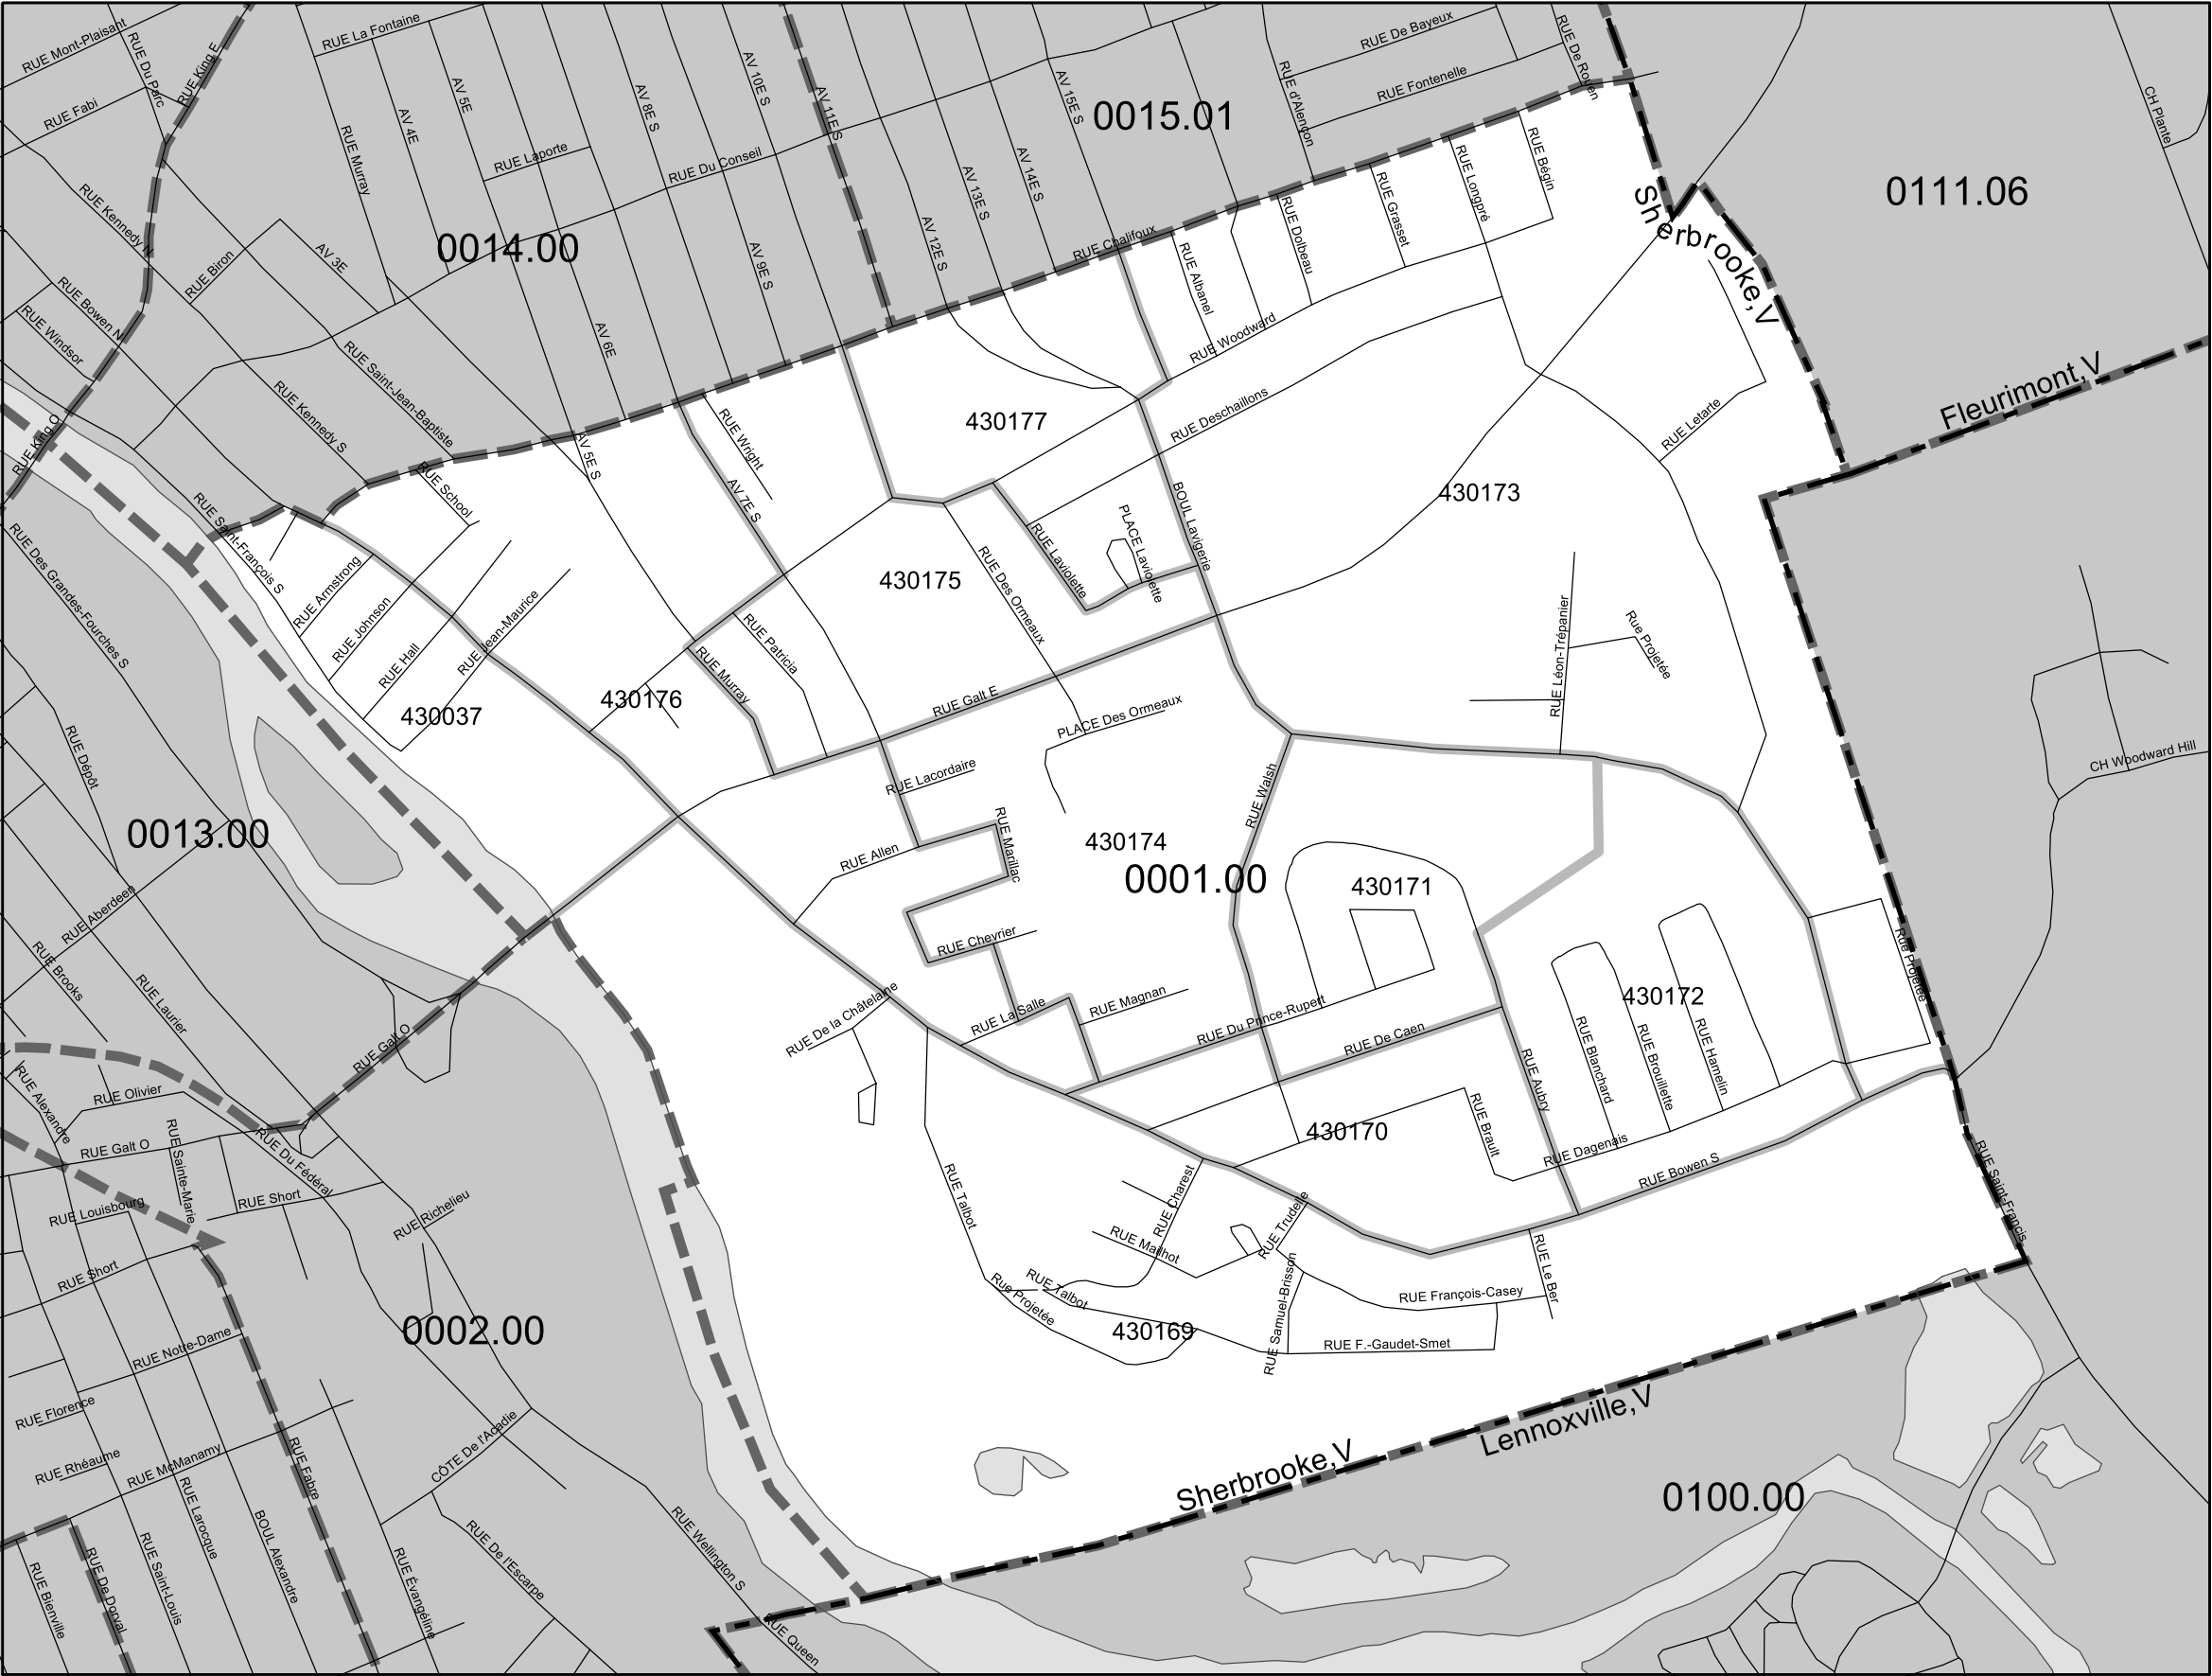 RUE Mont-Plaisant
RUE Du Parc
RUE King E
RUE Fabi
RUE La Fontaine
RUE Murray
AV 4E
AV 5E
RUE Laporte
AV 8E S
AV 10E S
AV 11E S
RUE Du Conseil
AV 15E S
0015.01
RUE De Bayeux
RUE d'Alençon
RUE Fontenelle
RUE De Rouen
CH Plante
0111.06
RUE Kennedy N
RUE Biron
AV 3E
0014.00
AV 9E S
AV 12E S
AV 13E S
AV 14E S
RUE Chalifoux
RUE Albanel
RUE Dolbeau
RUE Grasset
RUE Longpré
RUE Bégin
Sherbrooke,V
RUE Bowen N
RUE Windsor
RUE King O
RUE Kennedy S
RUE Saint-Jean-Baptiste
AV 6E
AV 5E S
RUE Wright
AV 7E S
430177
RUE Woodward
RUE Deschaillons
RUE Letarte
Fleurimont,V
RUE School
RUE Saint-François S
RUE Armstrong
RUE Johnson
RUE Hall
RUE Jean-Maurice
430037
430176
RUE Murray
RUE Patricia
430175
RUE Des Ormeaux
RUE Laviolette
PLACE Laviolette
BOUL Lavigerie
430173
RUE Léon-Trépanier
Rue Projetée
RUE Des Grandes-Fourches S
RUE Dépôt
0013.00
RUE Galt E
PLACE Des Ormeaux
RUE Lacordaire
RUE Marillac
RUE Allen
430174
0001.00
RUE Walsh
430171
CH Woodward Hill
RUE Aberdeen
RUE Brooks
RUE Laurier
RUE Galt O
RUE Chevrier
RUE La Salle
RUE Magnan
RUE De la Châtelaine
RUE Du Prince-Rupert
RUE De Caen
430172
RUE Blanchard
RUE Brouillette
RUE Hamelin
Rue Projetée
RUE Aubry
RUE Alexandre
RUE Olivier
RUE Galt O
RUE Sainte-Marie
RUE Du Fédéral
RUE Louisbourg
RUE Short
RUE Richelieu
RUE Short
430170
RUE Brault
RUE Dagenais
RUE Bowen S
RUE Saint-Francis
RUE Talbot
RUE Charest
RUE Mailhot
RUE Trudelle
RUE Samuel-Brisson
RUE Le Ber
RUE François-Casey
RUE F.-Gaudet-Smet
Rue Projetée
RUE Talbot
430169
0002.00
RUE Notre-Dame
RUE Florence
RUE Rhéaume
RUE McManamy
RUE Fabre
CÔTE De l'Acadie
RUE Larocque
BOUL Alexandre
RUE Saint-Louis
RUE De Dorval
RUE Bienville
RUE Évangéline
RUE De l'Escarpe
RUE Wellington S
RUE Queen
Sherbrooke,V
Lennoxville,V
0100.00